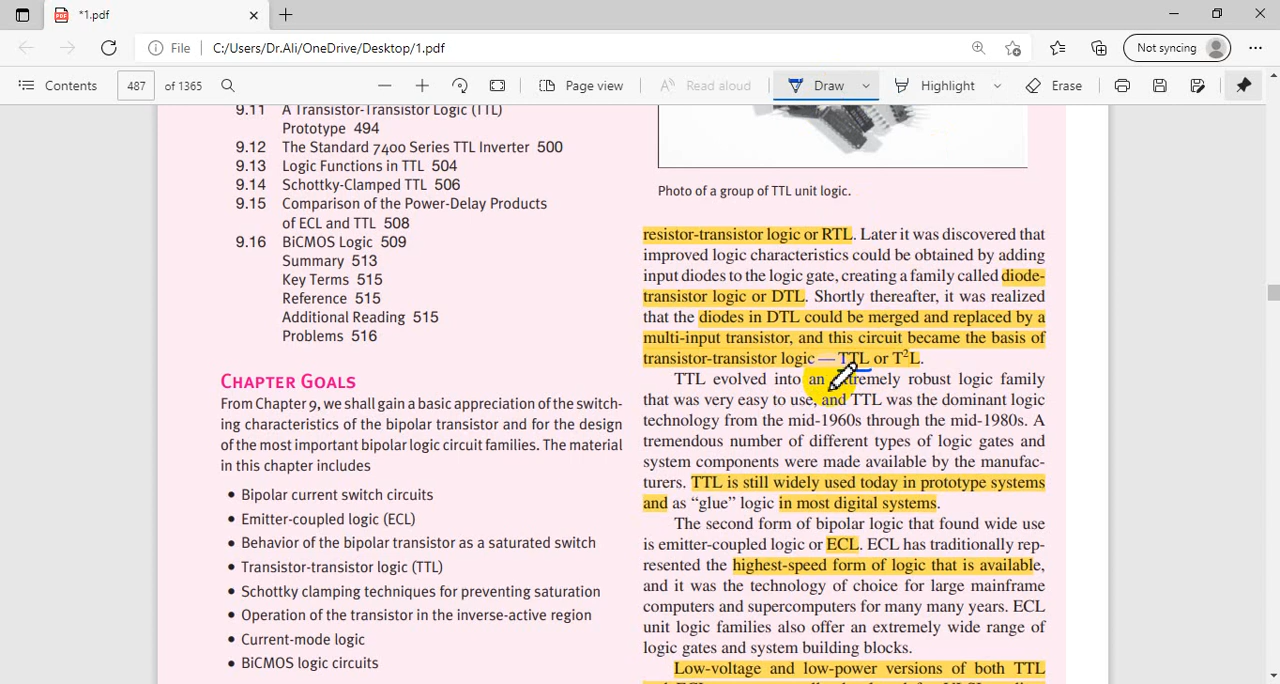 *1.pdf
File
C:/Users/Dr.Ali/OneDrive/Desktop/1.pdf
Not syncing
Contents
487
of 1365
Page view
Read aloud
Draw
Highlight
Erase
9.11 A Transistor-Transistor Logic (TTL)
Prototype 494
9.12 The Standard 7400 Series TTL Inverter 500
9.13 Logic Functions in TTL 504
9.14 Schottky-Clamped TTL 506
9.15 Comparison of the Power-Delay Products
of ECL and TTL 508
9.16 BiCMOS Logic 509
Summary 513
Key Terms 515
Reference 515
Additional Reading 515
Problems 516
CHAPTER GOALS
From Chapter 9, we shall gain a basic appreciation of the switch-
ing characteristics of the bipolar transistor and for the design
of the most important bipolar logic circuit families. The material
in this chapter includes
• Bipolar current switch circuits
• Emitter-coupled logic (ECL)
• Behavior of the bipolar transistor as a saturated switch
• Transistor-transistor logic (TTL)
• Schottky clamping techniques for preventing saturation
• Operation of the transistor in the inverse-active region
• Current-mode logic
• BiCMOS logic circuits
Photo of a group of TTL unit logic.
resistor-transistor logic or RTL. Later it was discovered that
improved logic characteristics could be obtained by adding
input diodes to the logic gate, creating a family called diode-
transistor logic or DTL. Shortly thereafter, it was realized
that the diodes in DTL could be merged and replaced by a
multi-input transistor, and this circuit became the basis of
transistor-transistor logic — TTL or T²L.
TTL evolved into an extremely robust logic family
that was very easy to use, and TTL was the dominant logic
technology from the mid-1960s through the mid-1980s. A
tremendous number of different types of logic gates and
system components were made available by the manufac-
turers. TTL is still widely used today in prototype systems
and as “glue” logic in most digital systems.
The second form of bipolar logic that found wide use
is emitter-coupled logic or ECL. ECL has traditionally rep-
resented the highest-speed form of logic that is available,
and it was the technology of choice for large mainframe
computers and supercomputers for many many years. ECL
unit logic families also offer an extremely wide range of
logic gates and system building blocks.
Low-voltage and low-power versions of both TTL